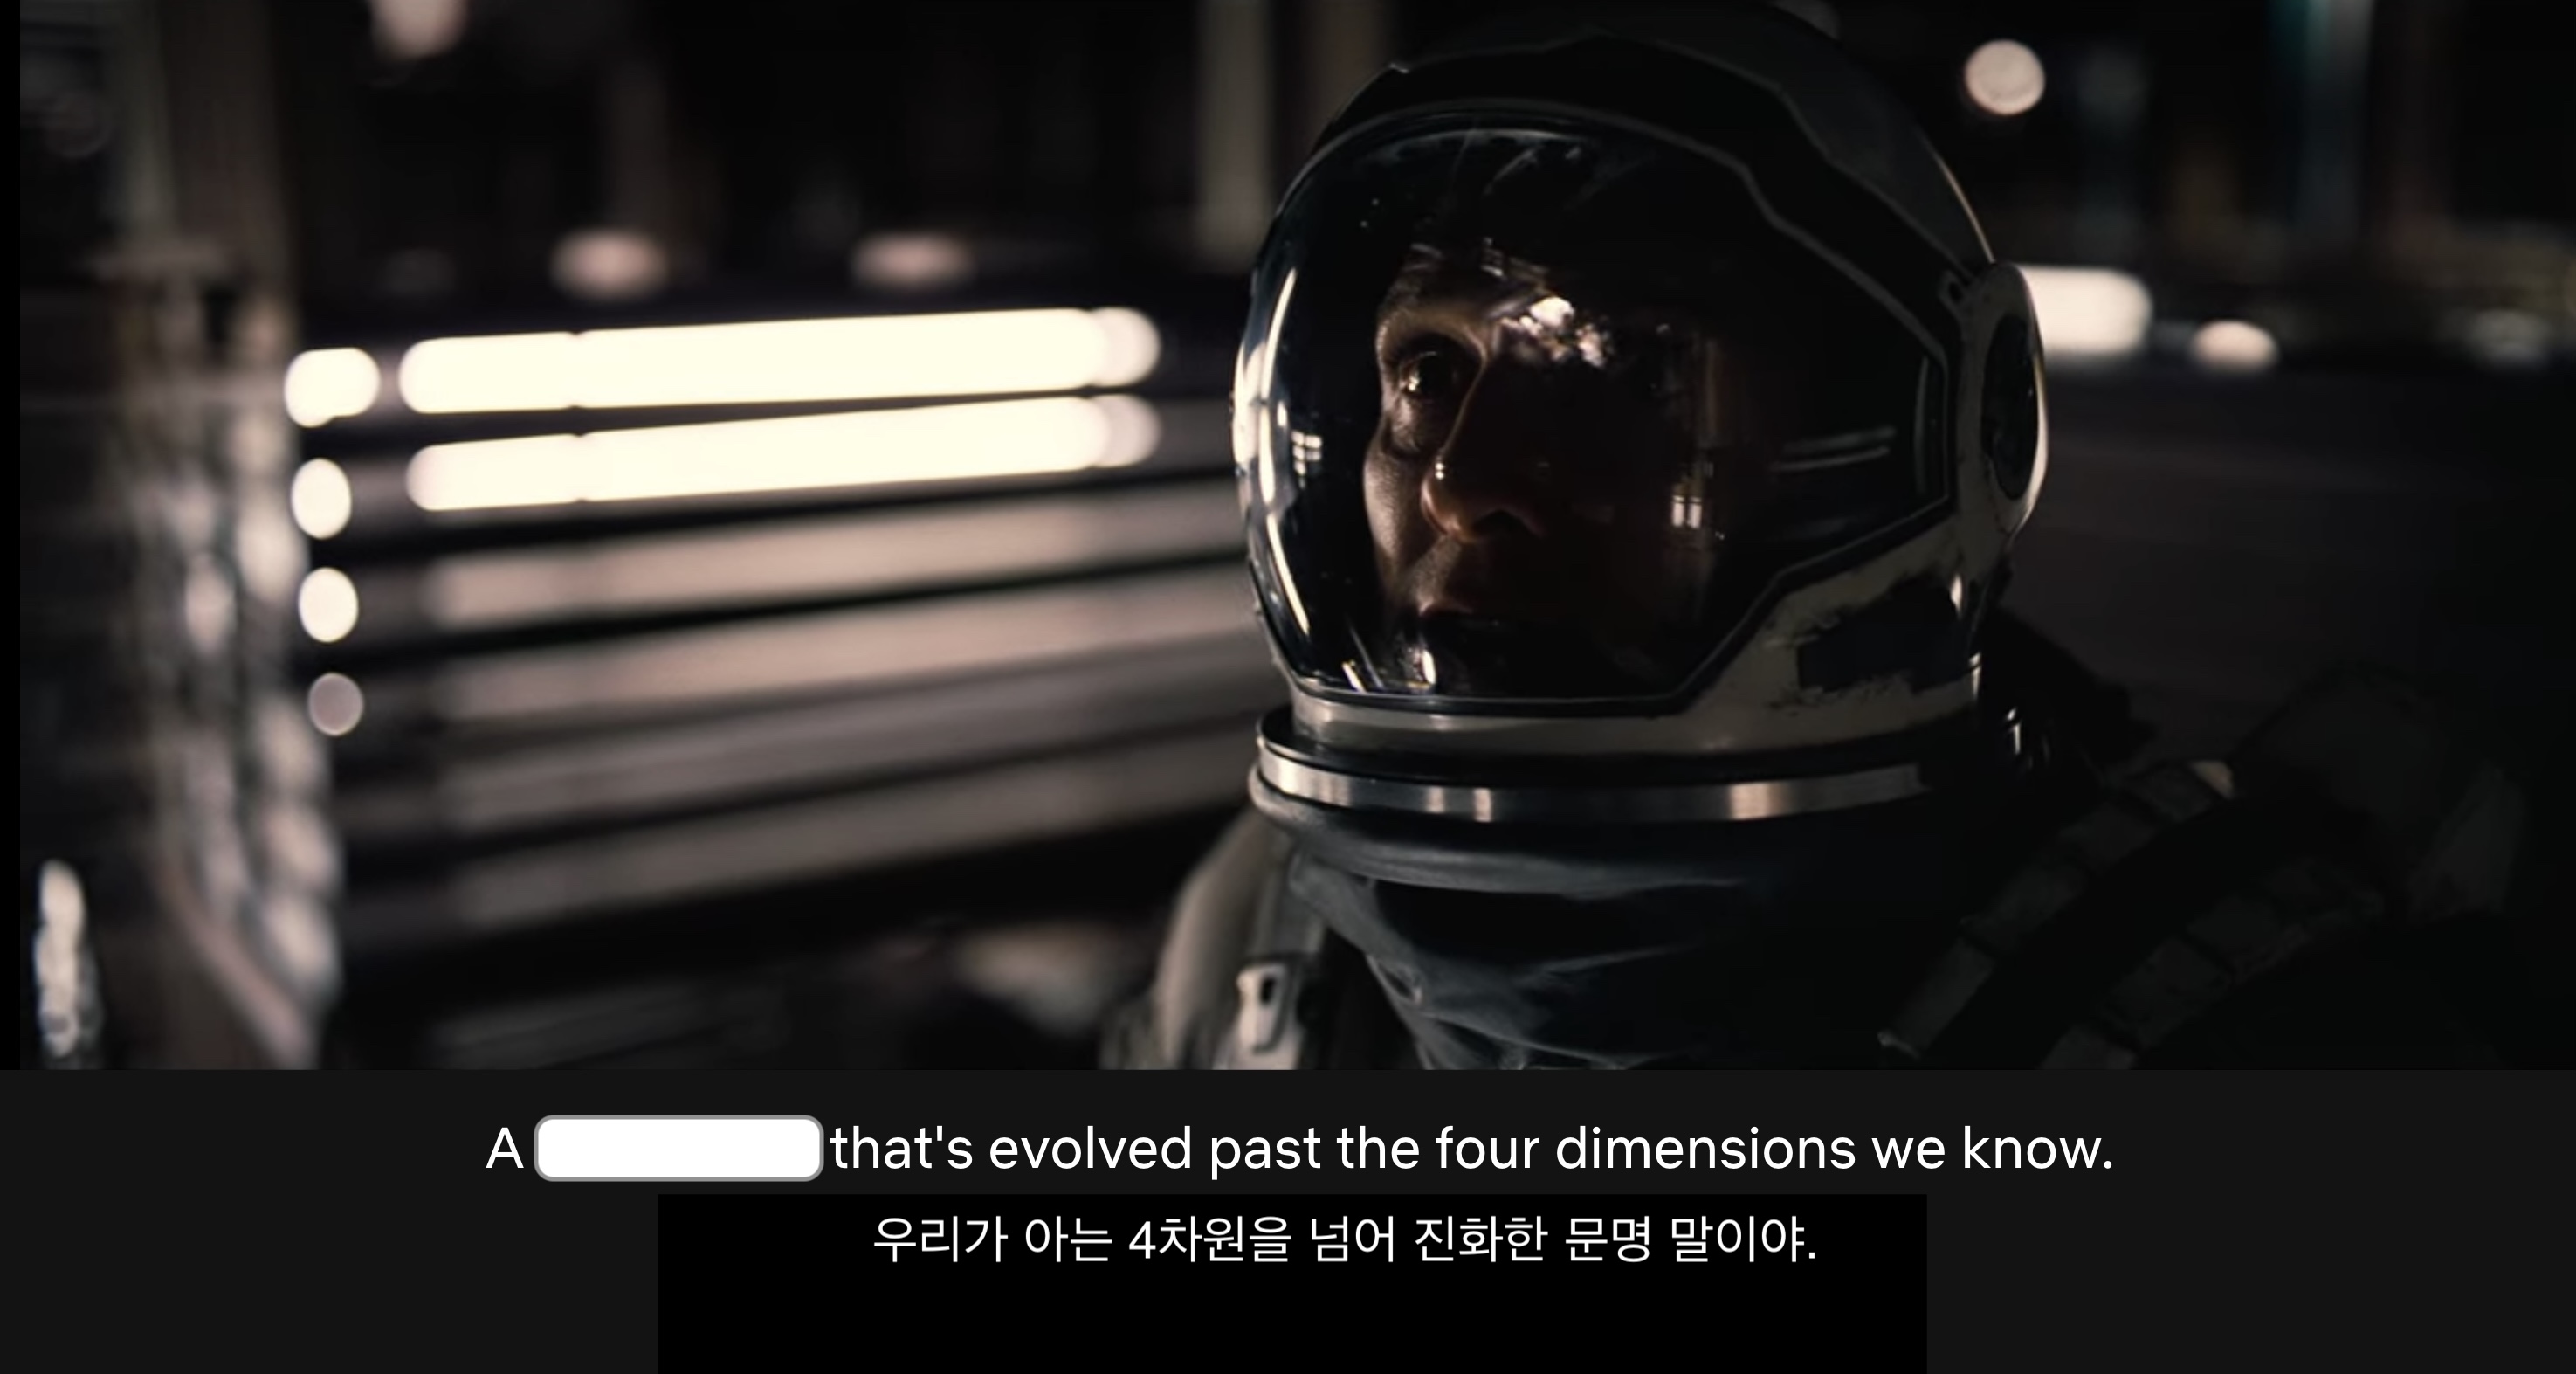 A that's evolved past the four dimensions we know.
우리가 아는 4차원을 넘어 진화한 문명 말이야.